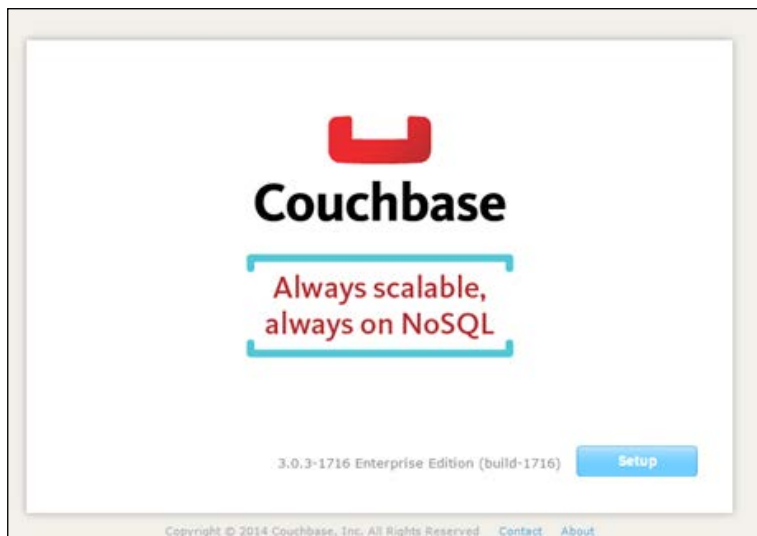 Couchbase
Always scalable,
always on NoSQL
3.0.3-1716 Enterprise Edition (build-1716)
Setup
Copyright © 2014 Couchbase, Inc. All Rights Reserved Contact About